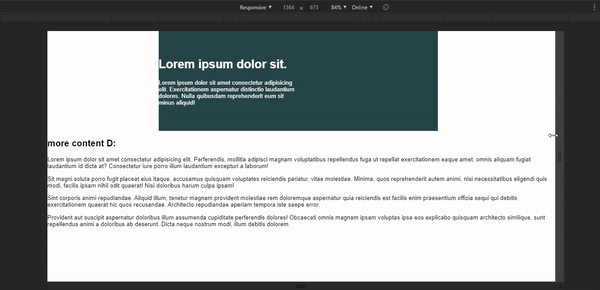 Responsive ▼ 1364 × 673 84% ▼ Online ▼
Lorem ipsum dolor sit.
Lorem ipsum dolor sit amet consectetur adipisicing
elit. Exercitationem aspernatur distinctio laudantium
dolores. Nulla quibusdam reprehenderit eum sit
minus aliquid!
more content D:
Lorem ipsum dolor sit amet consectetur adipisicing elit. Perferendis, mollitia adipisci magnam voluptatibus repellendus fuga ut repellat exercitationem eaque amet, omnis aliquam fugiat
laudantium id dicta at? Consectetur iure porro illum laudantium excepturi a laborum!
Sit magni soluta porro fugit placeat eius itaque, accusamus quisquam voluptates reiciendis pariatur, vitae molestiae. Minima, quos reprehenderit autem animi, nisi necessitatibus eligendi quis
modi, facilis ipsam nihil odit quaerat! Nisi doloribus harum culpa ipsam!
Sint corporis animi repudiandae. Aliquid illum, tenetur magnam provident molestias rem doloremque aspernatur quia reiciendis est facilis enim praesentium officia sequi qui debitis
exercitationem quaerat hic quos recusandae. Architecto repudiandae aperiam tempora iste saepe error.
Provident aut suscipit aspernatur doloribus illum assumenda cupiditate perferendis dolores! Obcaecati omnis magnam ipsam voluptas ipsa eos explicabo quisquam architecto similique, sunt
repellendus animi a doloribus ab deserunt. Dicta neque nostrum modi, illum debitis dolorem.